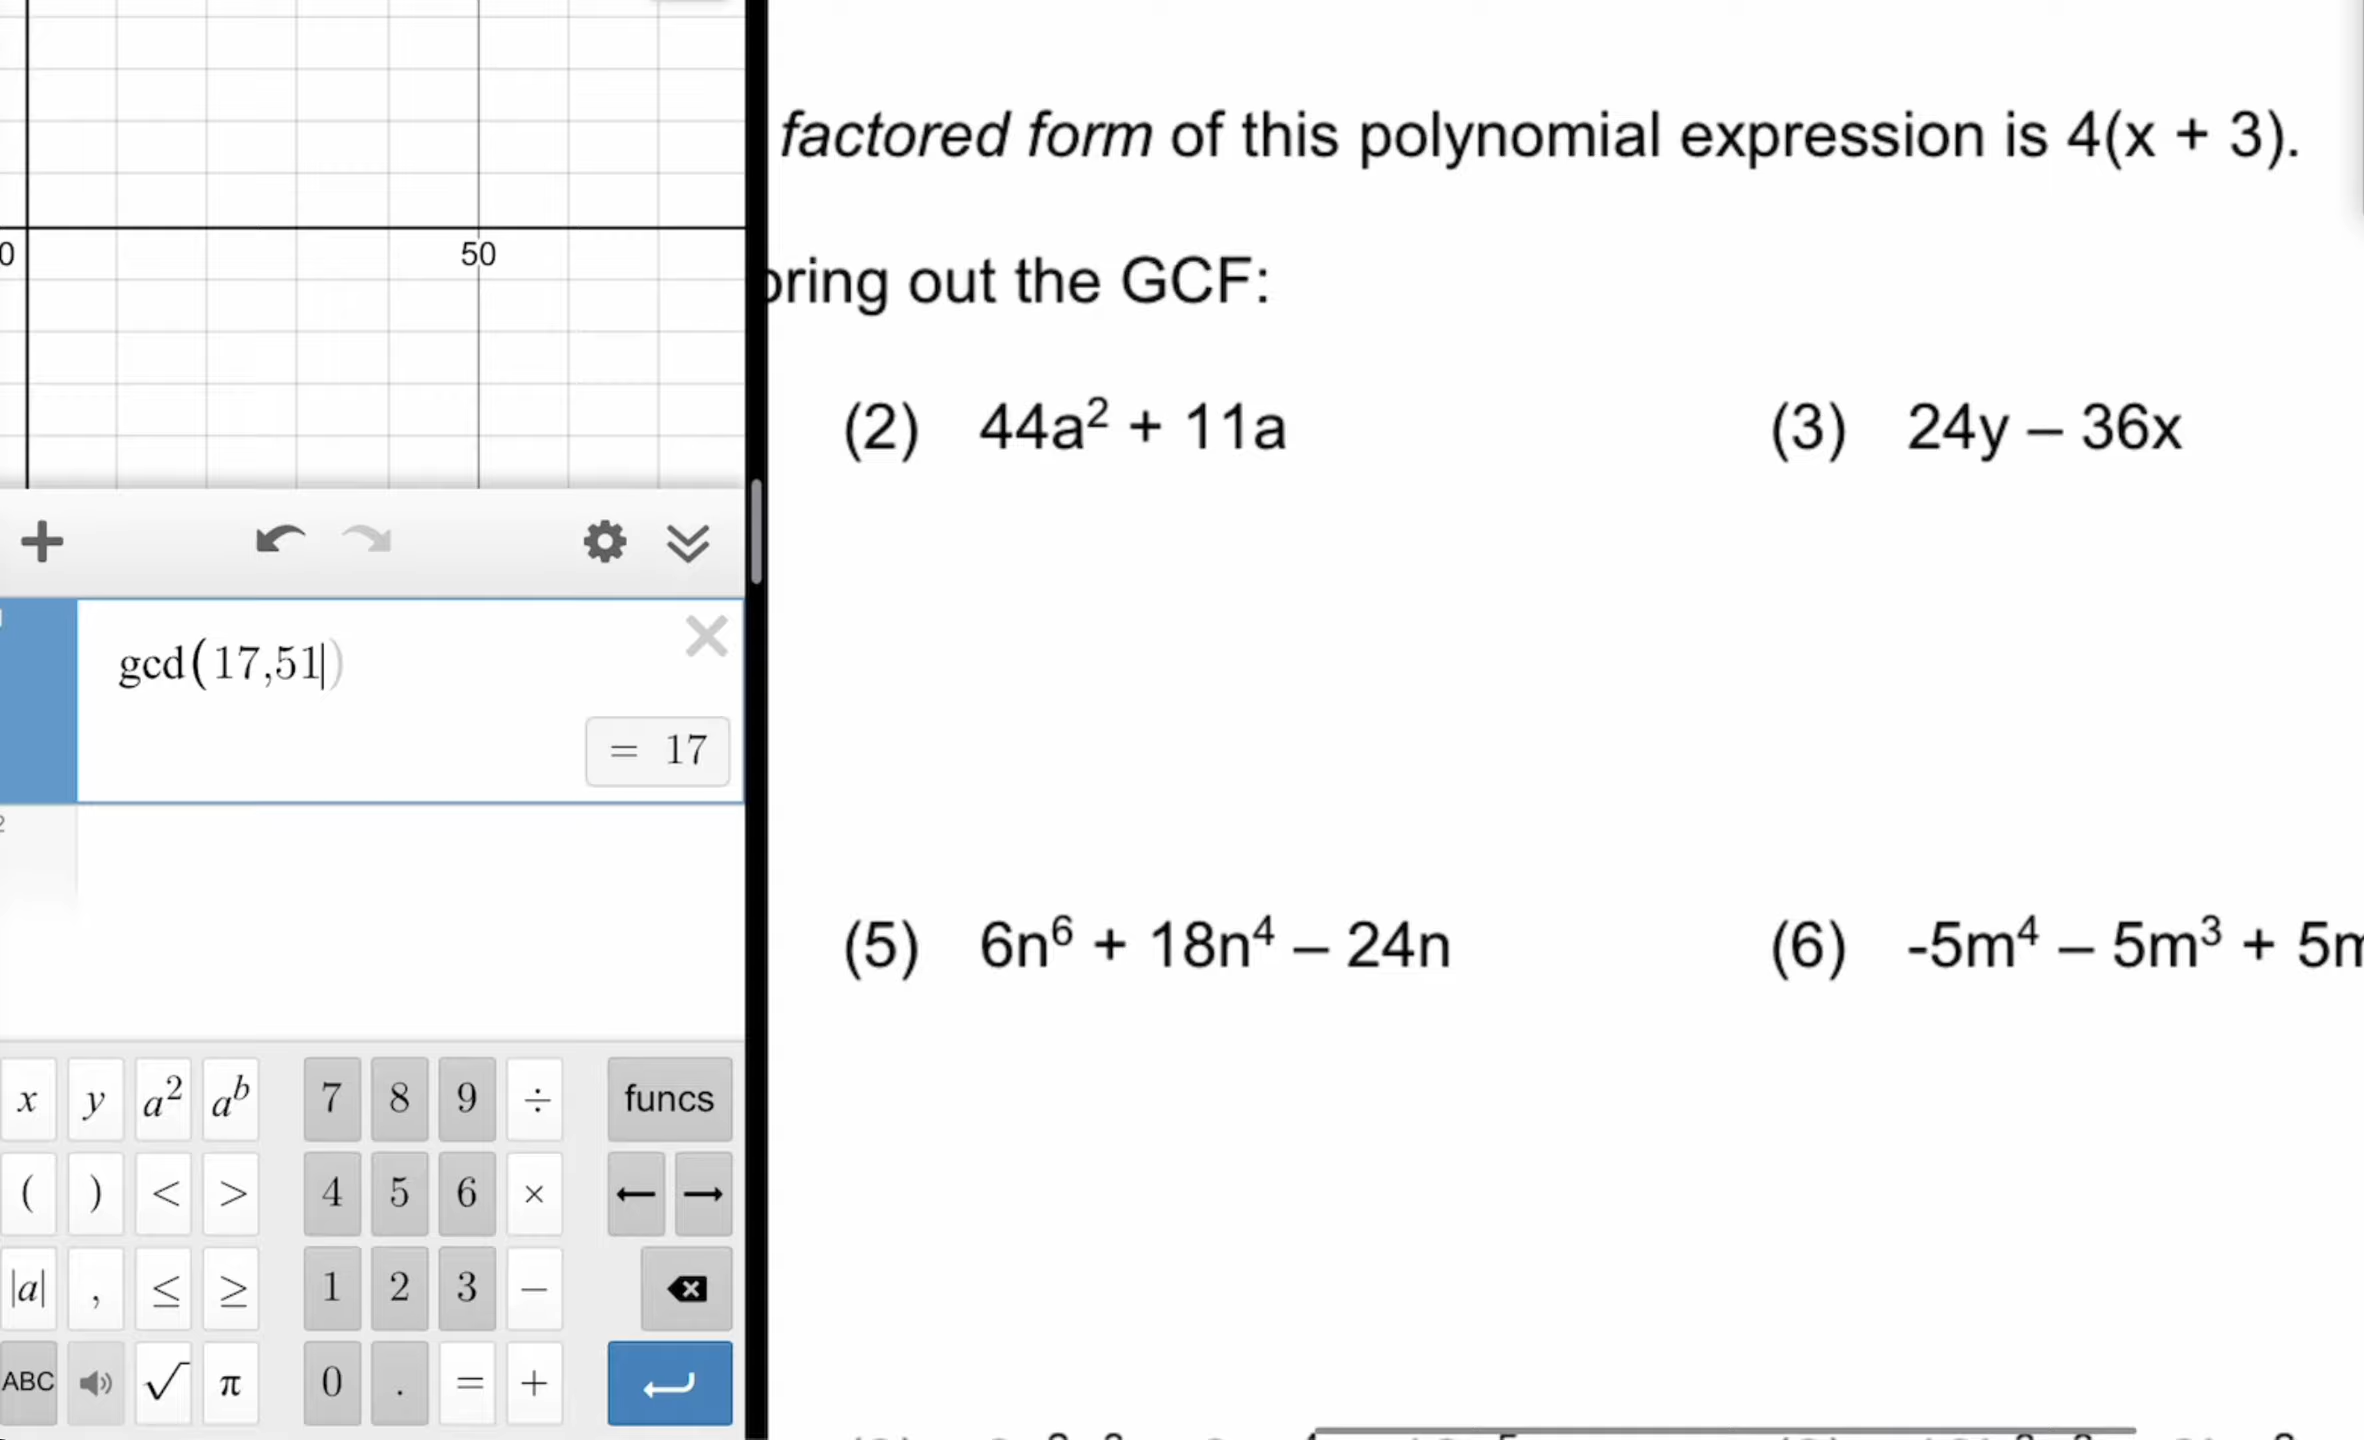 factored form of this polynomial expression is 4(x + 3).
0 50
oring out the GCF:
(2) 44a² + 11a (3) 24y – 36x
gcd(17,51)
= 17
2
(5) 6n⁶ + 18n⁴ – 24n (6) -5m⁴ – 5m³ + 5m
x y a² aᵇ 7 8 9 ÷ funcs
( ) < > 4 5 6 × ← →
|a| , ≤ ≥ 1 2 3 −
ABC √ π 0 . = +